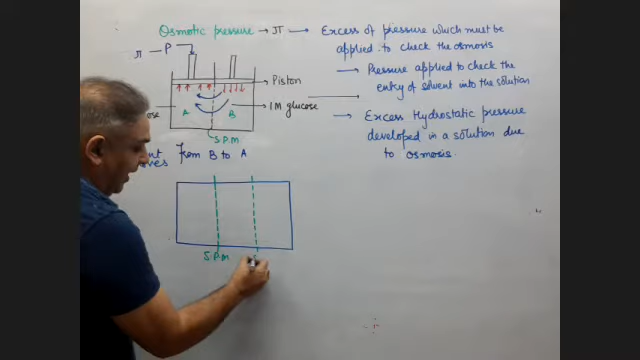 Osmotic pressure → π → Excess of pressure which must be
applied to check the osmosis
→ Pressure applied to check the
entry of solvent into the solution
→ Excess Hydrostatic pressure
developed in a solution due
to osmosis.
π — P
Piston
1M glucose
A
B
S.P.m
From B to A
S.P.m